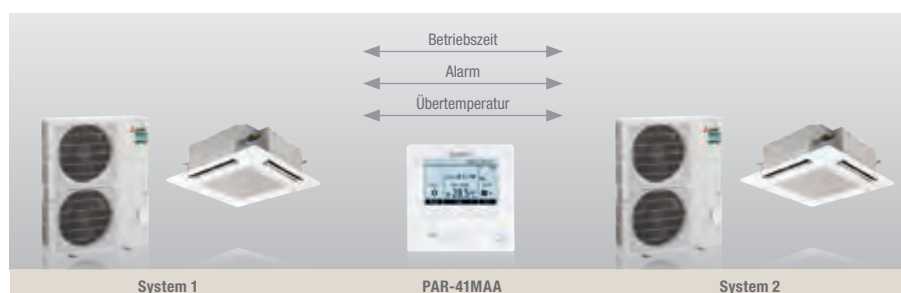 Betriebszeit
Alarm
Übertemperatur
System 1
PAR-41MAA
System 2